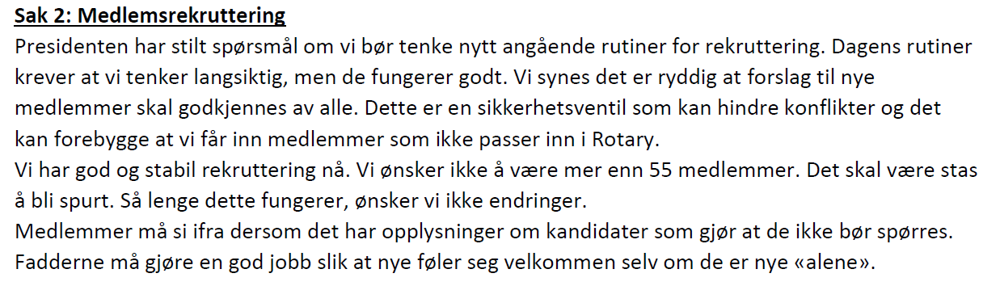 Sak 2: Medlemsrekruttering
Presidenten har stilt spørsmål om vi bør tenke nytt angående rutiner for rekruttering. Dagens rutiner
krever at vi tenker langsiktig, men de fungerer godt. Vi synes det er ryddig at forslag til nye
medlemmer skal godkjennes av alle. Dette er en sikkerhetsventil som kan hindre konflikter og det
kan forebygge at vi får inn medlemmer som ikke passer inn i Rotary.
Vi har god og stabil rekruttering nå. Vi ønsker ikke å være mer enn 55 medlemmer. Det skal være stas
å bli spurt. Så lenge dette fungerer, ønsker vi ikke endringer.
Medlemmer må si ifra dersom det har opplysninger om kandidater som gjør at de ikke bør spørres.
Fadderne må gjøre en god jobb slik at nye føler seg velkommen selv om de er nye «alene».